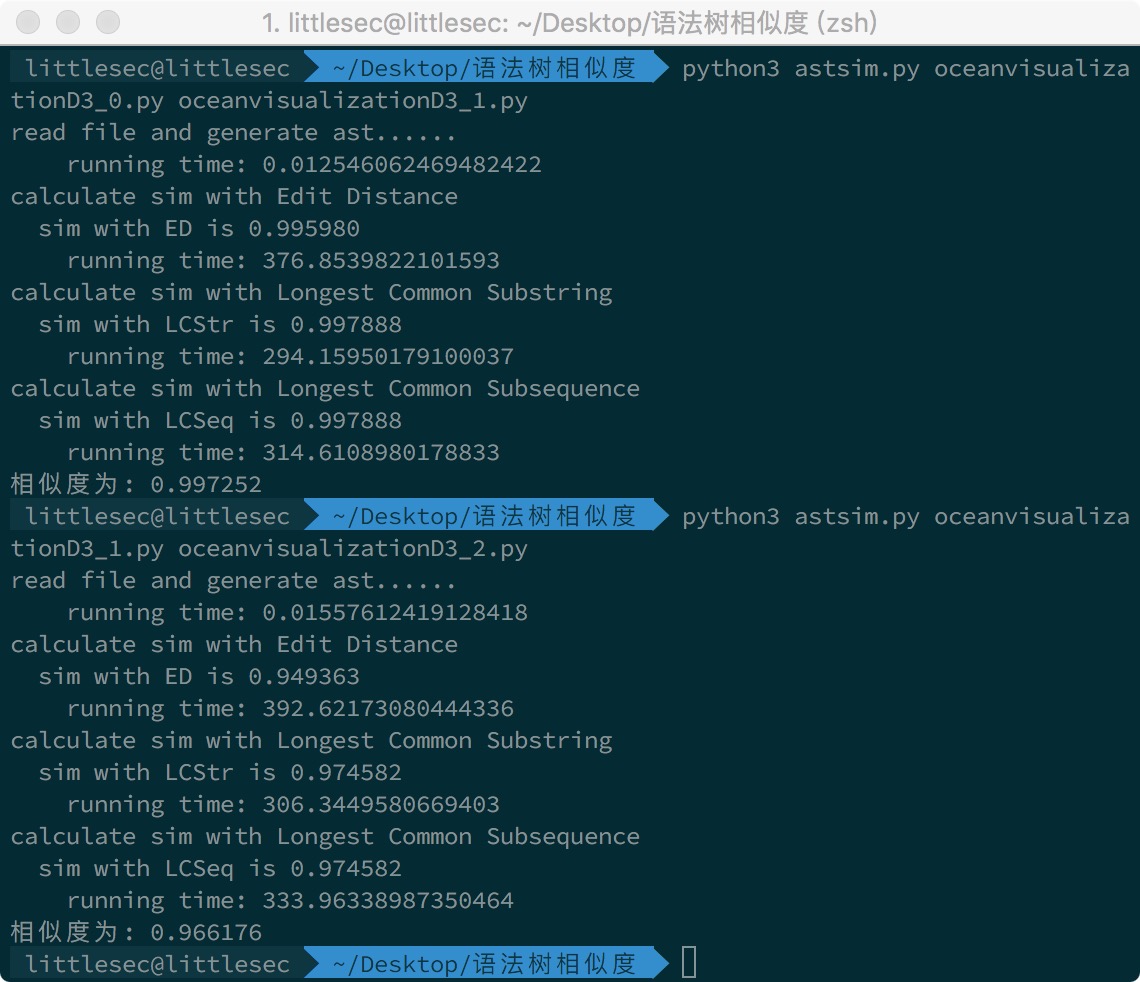 1. littlesec@littlesec: ~/Desktop/语法树相似度 (zsh)
littlesec@littlesec ~/Desktop/语法树相似度 python3 astsim.py oceanvisualiza
tionD3_0.py oceanvisualizationD3_1.py
read file and generate ast......
running time: 0.012546062469482422
calculate sim with Edit Distance
sim with ED is 0.995980
running time: 376.8539822101593
calculate sim with Longest Common Substring
sim with LCStr is 0.997888
running time: 294.15950179100037
calculate sim with Longest Common Subsequence
sim with LCSeq is 0.997888
running time: 314.6108980178833
相似度为: 0.997252
littlesec@littlesec ~/Desktop/语法树相似度 python3 astsim.py oceanvisualiza
tionD3_1.py oceanvisualizationD3_2.py
read file and generate ast......
running time: 0.01557612419128418
calculate sim with Edit Distance
sim with ED is 0.949363
running time: 392.62173080444336
calculate sim with Longest Common Substring
sim with LCStr is 0.974582
running time: 306.3449580669403
calculate sim with Longest Common Subsequence
sim with LCSeq is 0.974582
running time: 333.96338987350464
相似度为: 0.966176
littlesec@littlesec ~/Desktop/语法树相似度